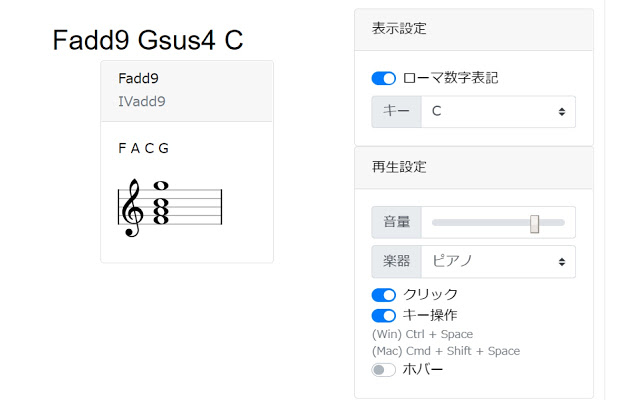 Fadd9 Gsus4 C
Fadd9
IVadd9
F A C G
表示設定
ローマ数字表記
キー C
再生設定
音量
楽器 ピアノ
クリック
キー操作
(Win) Ctrl + Space
(Mac) Cmd + Shift + Space
ホバー